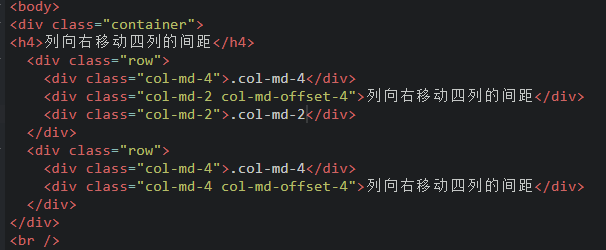 <body>
<div class="container">
<h4>列向右移动四列的间距</h4>
<div class="row">
<div class="col-md-4">.col-md-4</div>
<div class="col-md-2 col-md-offset-4">列向右移动四列的间距</div>
<div class="col-md-2">.col-md-2</div>
</div>
<div class="row">
<div class="col-md-4">.col-md-4</div>
<div class="col-md-4 col-md-offset-4">列向右移动四列的间距</div>
</div>
</div>
<br />